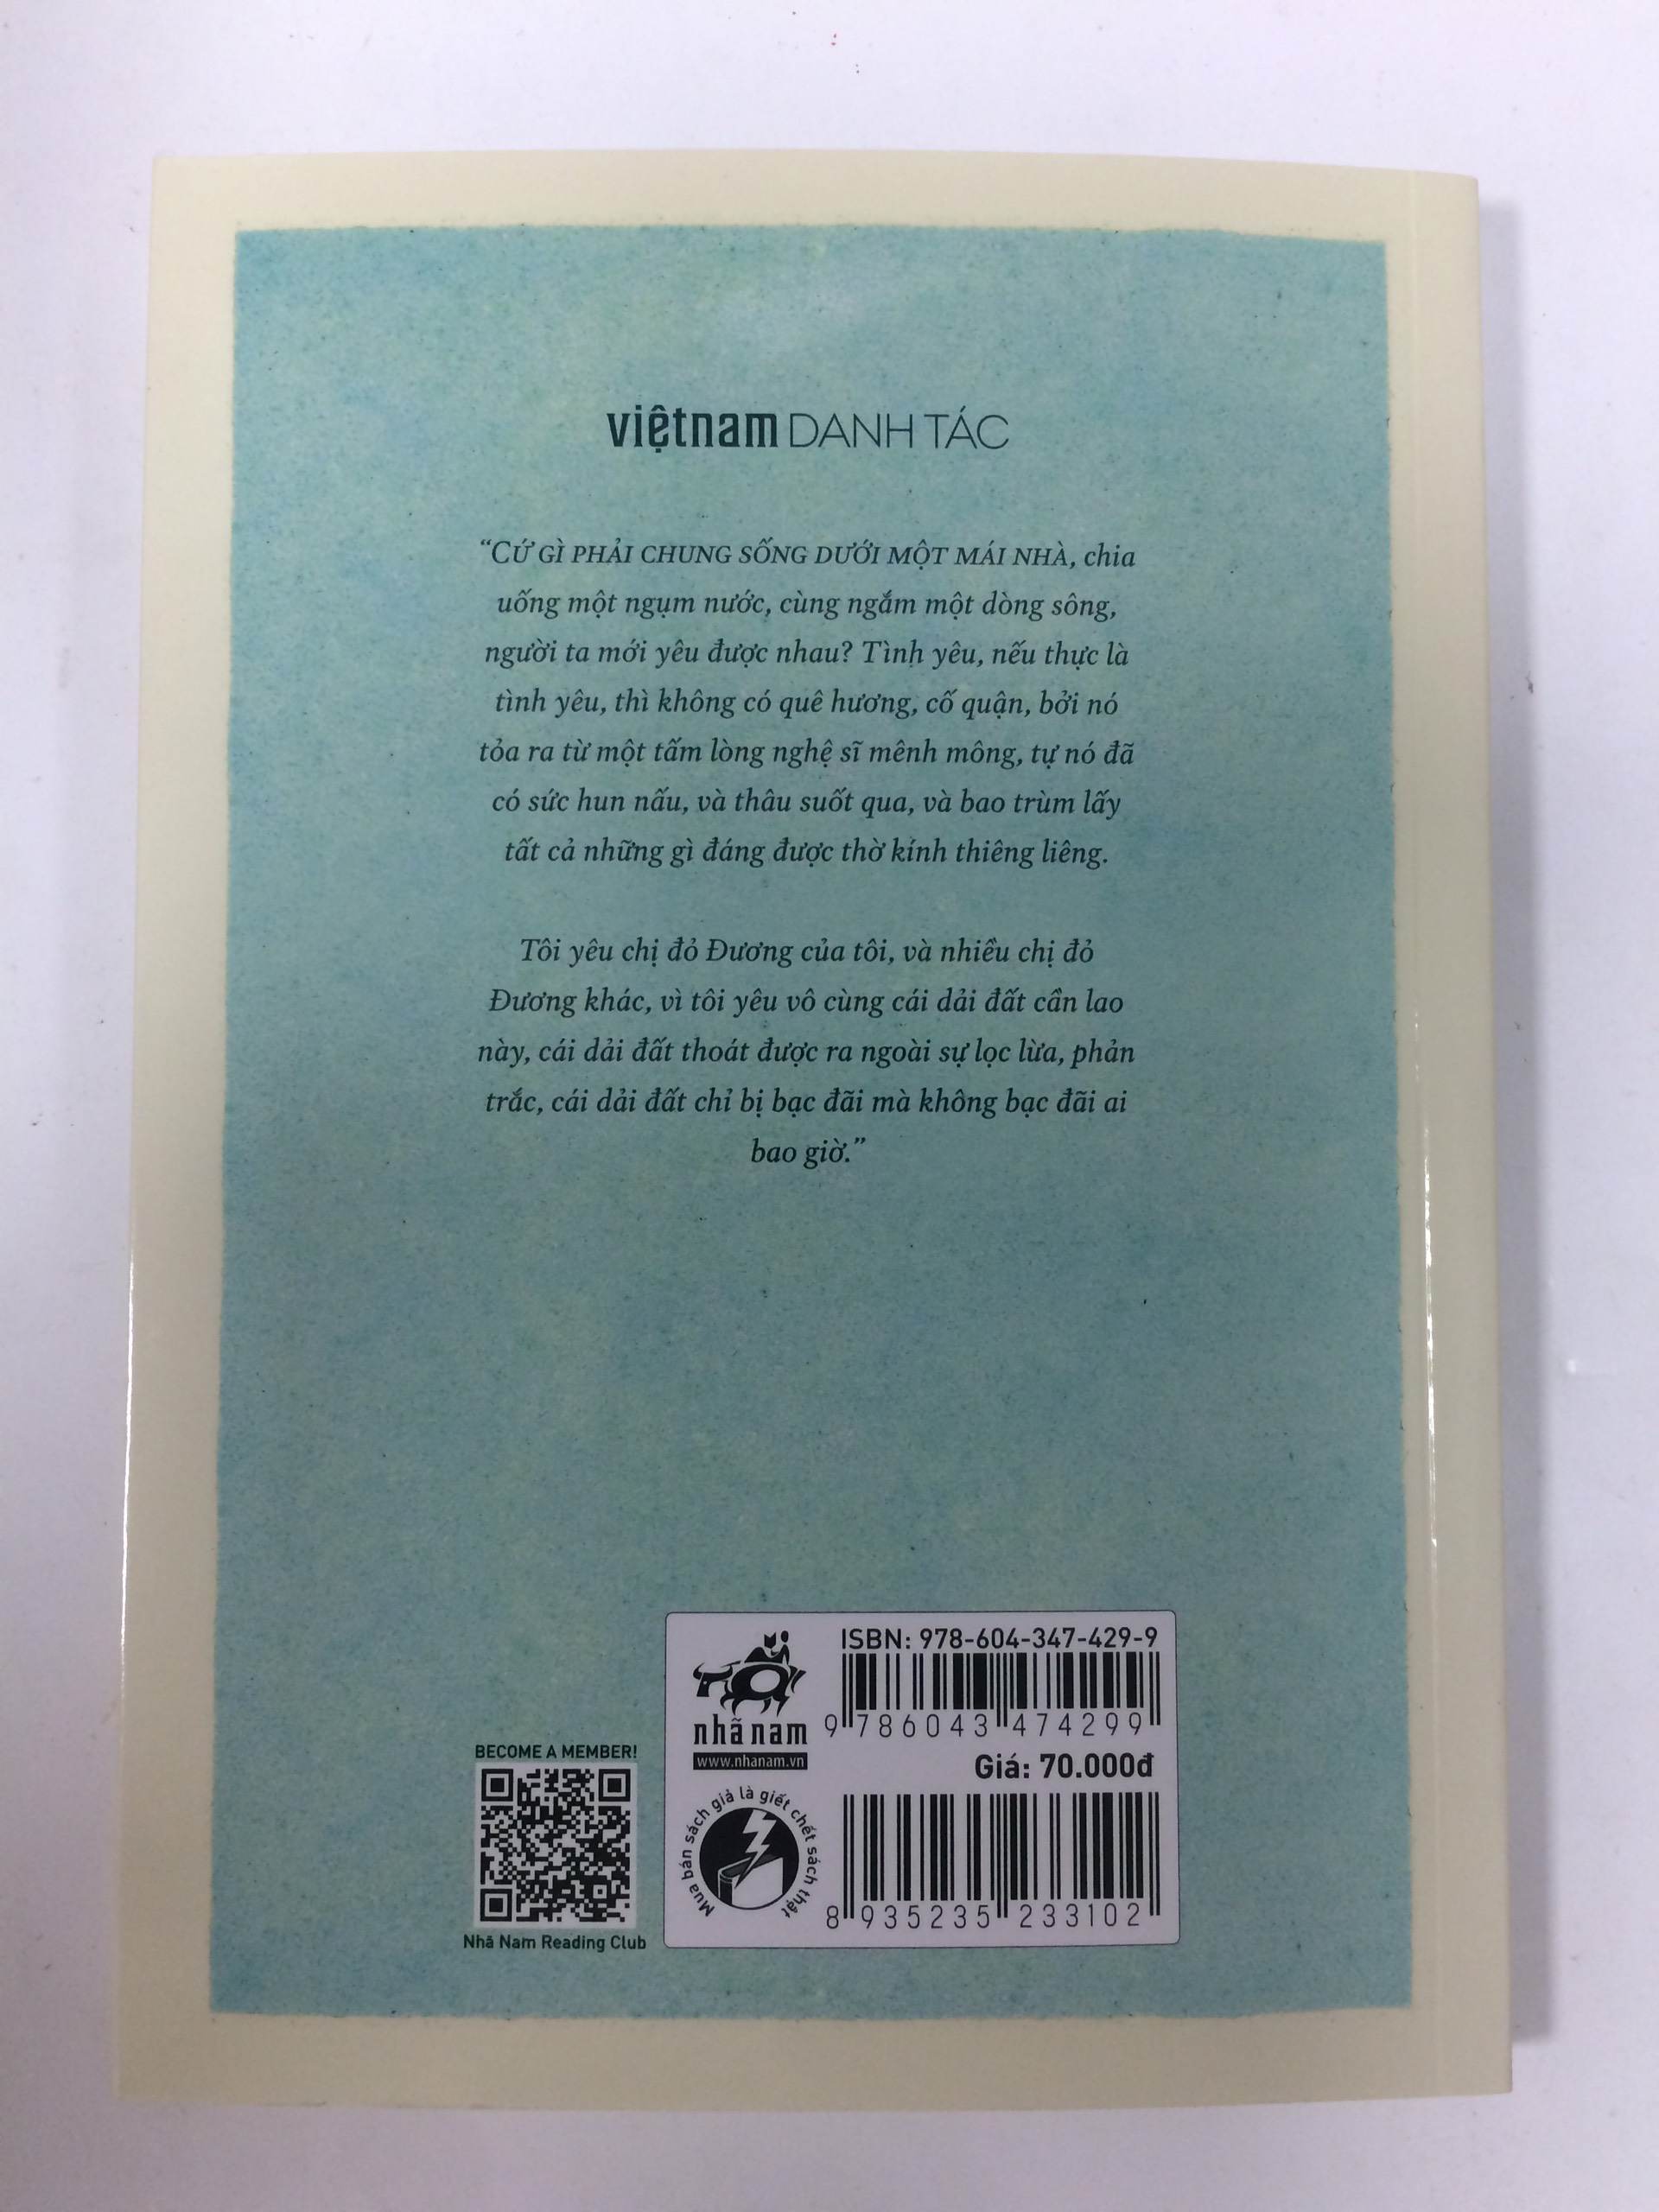 việtnam DANH TÁC
“CỨ GÌ PHẢI CHUNG SỐNG DƯỚI MỘT MÁI NHÀ, chia
uống một ngụm nước, cùng ngắm một dòng sông,
người ta mới yêu được nhau? Tình yêu, nếu thực là
tình yêu, thì không có quê hương, cố quận, bởi nó
tỏa ra từ một tấm lòng nghệ sĩ mênh mông, tự nó đã
có sức hun nấu, và thâu suốt qua, và bao trùm lấy
tất cả những gì đáng được thờ kính thiêng liêng.
Tôi yêu chị đỏ Đương của tôi, và nhiều chị đỏ
Đương khác, vì tôi yêu vô cùng cái dải đất cần lao
này, cái dải đất thoát được ra ngoài sự lọc lừa, phản
trắc, cái dải đất chỉ bị bạc đãi mà không bạc đãi ai
bao giờ.”
BECOME A MEMBER!
Nhã Nam Reading Club
nhã nam
www.nhanam.vn
Mua bán sách giả là giết chết sách thật
ISBN: 978-604-347-429-9
9 786043 474299
Giá: 70.000đ
8 935235 233102